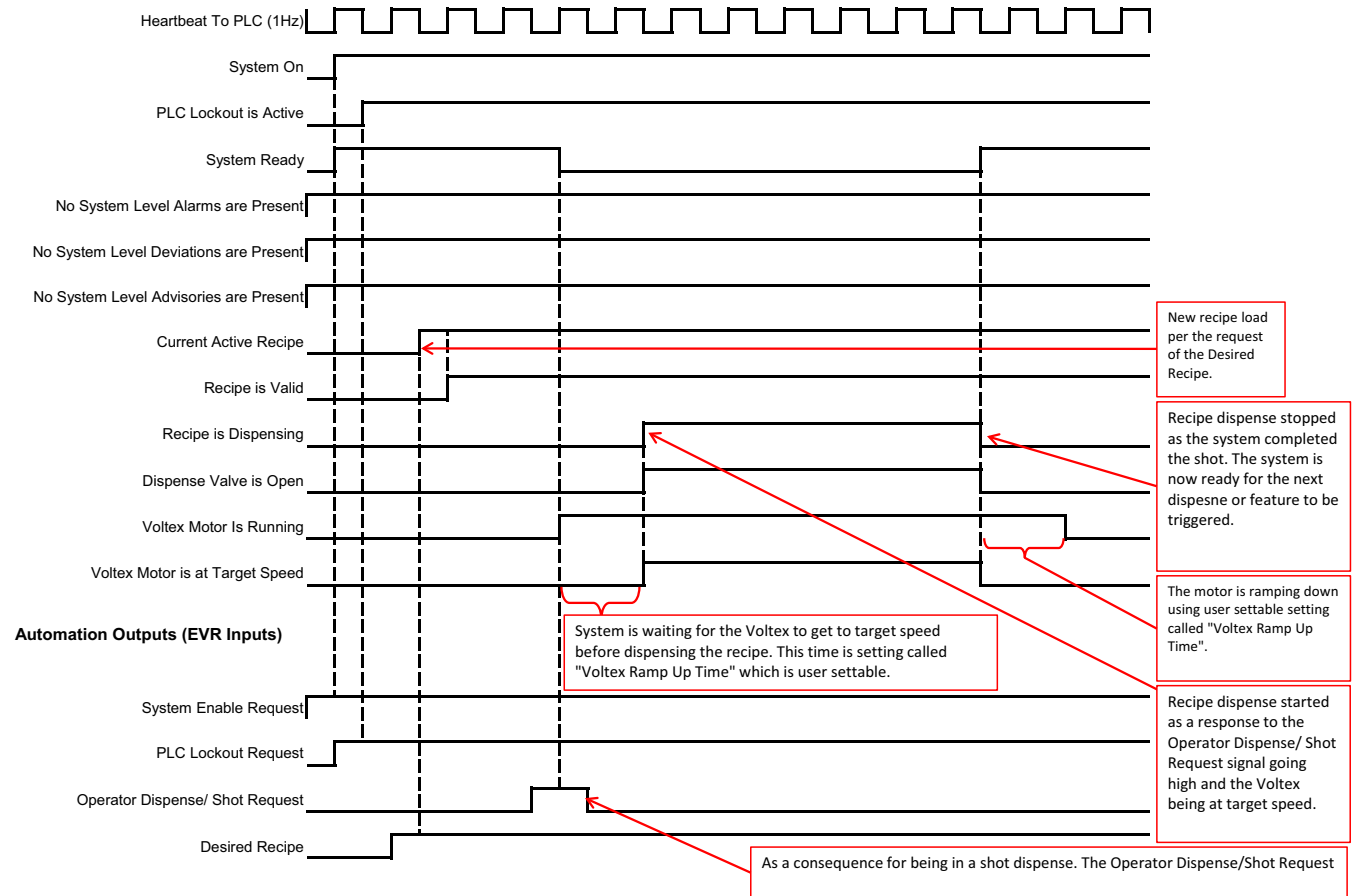 Heartbeat To PLC (1Hz)
System On
PLC Lockout is Active
System Ready
No System Level Alarms are Present
No System Level Deviations are Present
No System Level Advisories are Present
Current Active Recipe
Recipe is Valid
Recipe is Dispensing
Dispense Valve is Open
Voltex Motor Is Running
Voltex Motor is at Target Speed
New recipe load
per the request
of the Desired
Recipe.
Recipe dispense stopped
as the system completed
the shot. The system is
now ready for the next
dispesne or feature to be
triggered.
The motor is ramping down
using user settable setting
called "Voltex Ramp Up
Time".
System is waiting for the Voltex to get to target speed
before dispensing the recipe. This time is setting called
"Voltex Ramp Up Time" which is user settable.
Recipe dispense started
as a response to the
Operator Dispense/ Shot
Request signal going
high and the Voltex
being at target speed.
Automation Outputs (EVR Inputs)
System Enable Request
PLC Lockout Request
Operator Dispense/ Shot Request
Desired Recipe
As a consequence for being in a shot dispense. The Operator Dispense/Shot Request